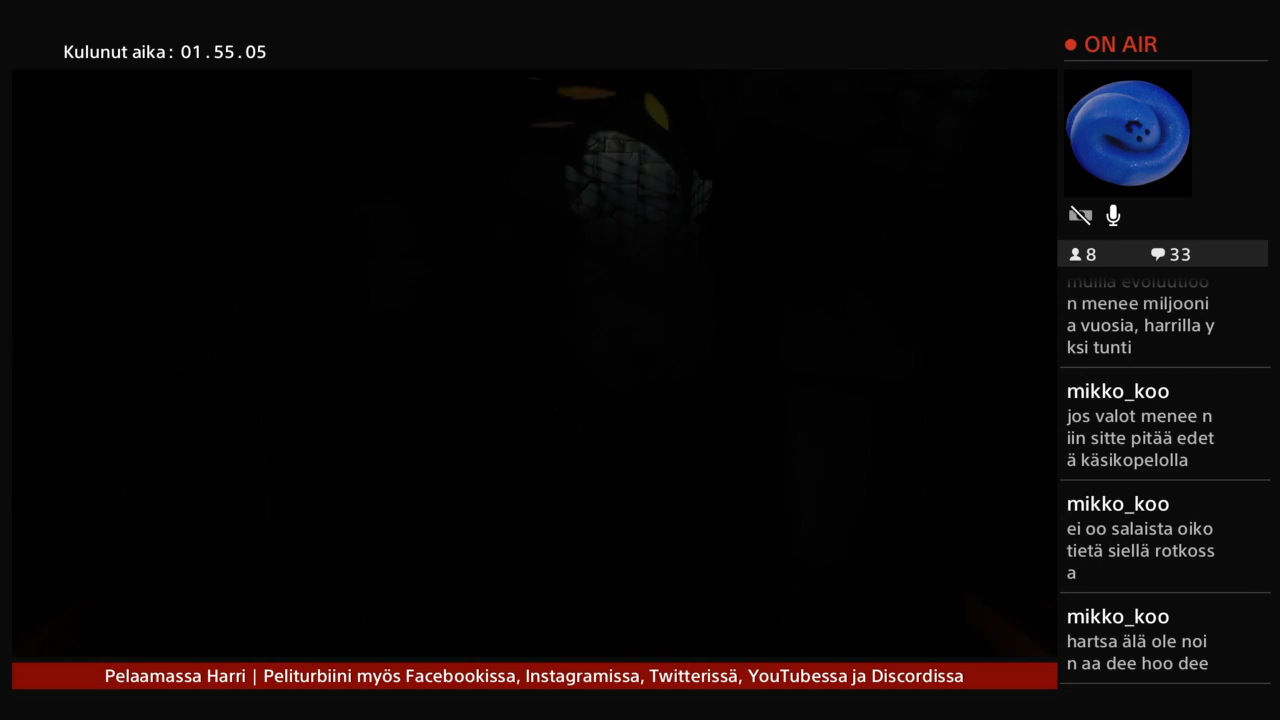 Kulunut aika: 01.55.05
ON AIR
8 33
muilla evoluutioo
n menee miljooni
a vuosia, harrilla y
ksi tunti
mikko_koo
jos valot menee n
iin sitte pitää edet
ä käsikopelolla
mikko_koo
ei oo salaista oiko
tietä siellä rotkoss
a
mikko_koo
hartsa älä ole noi
n aa dee hoo dee
Pelaamassa Harri | Peliturbiini myös Facebookissa, Instagramissa, Twitterissä, YouTubessa ja Discordissa